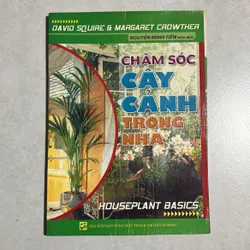 DAVID SQUIRE & MARGARET CROWTHER
NGUYỄN MINH TIẾN
CHĂM SÓC
CÂY CẢNH
TRONG
NHÀ
HOUSEPLANT BASICS